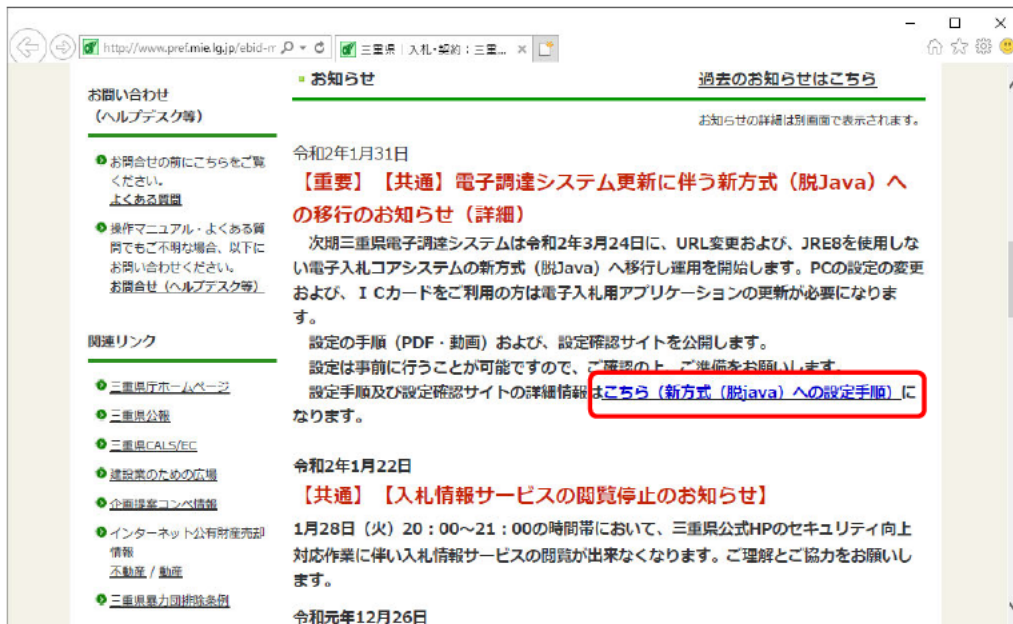 http://www.pref.mie.lg.jp/ebid-m
三重県｜入札・契約：三重...
お問い合わせ
（ヘルプデスク等）
お問合せの前にこちらをご覧
ください。
よくある質問
操作マニュアル・よくある質
問でもご不明な場合、以下に
お問い合わせください。
お問合せ（ヘルプデスク等）
関連リンク
三重県庁ホームページ
三重県公報
三重県CALS/EC
建設業のための広場
企画提案コンペ情報
インターネット公有財産売却
情報
不動産 / 動産
三重県暴力団排除条例
お知らせ
過去のお知らせはこちら
お知らせの詳細は別画面で表示されます。
令和2年1月31日
【重要】【共通】電子調達システム更新に伴う新方式（脱Java）へ
の移行のお知らせ（詳細）
次期三重県電子調達システムは令和2年3月24日に、URL変更および、JRE8を使用しな
い電子入札コアシステムの新方式（脱Java）へ移行し運用を開始します。PCの設定の変更
および、ＩＣカードをご利用の方は電子入札用アプリケーションの更新が必要になりま
す。
設定の手順（PDF・動画）および、設定確認サイトを公開します。
設定は事前に行うことが可能ですので、ご確認の上、ご準備をお願いします。
設定手順及び設定確認サイトの詳細情報はこちら（新方式（脱java）への設定手順）に
なります。
令和2年1月22日
【共通】【入札情報サービスの閲覧停止のお知らせ】
1月28日（火）20：00～21：00の時間帯において、三重県公式HPのセキュリティ向上
対応作業に伴い入札情報サービスの閲覧が出来なくなります。ご理解とご協力をお願いし
ます。
令和元年12月26日